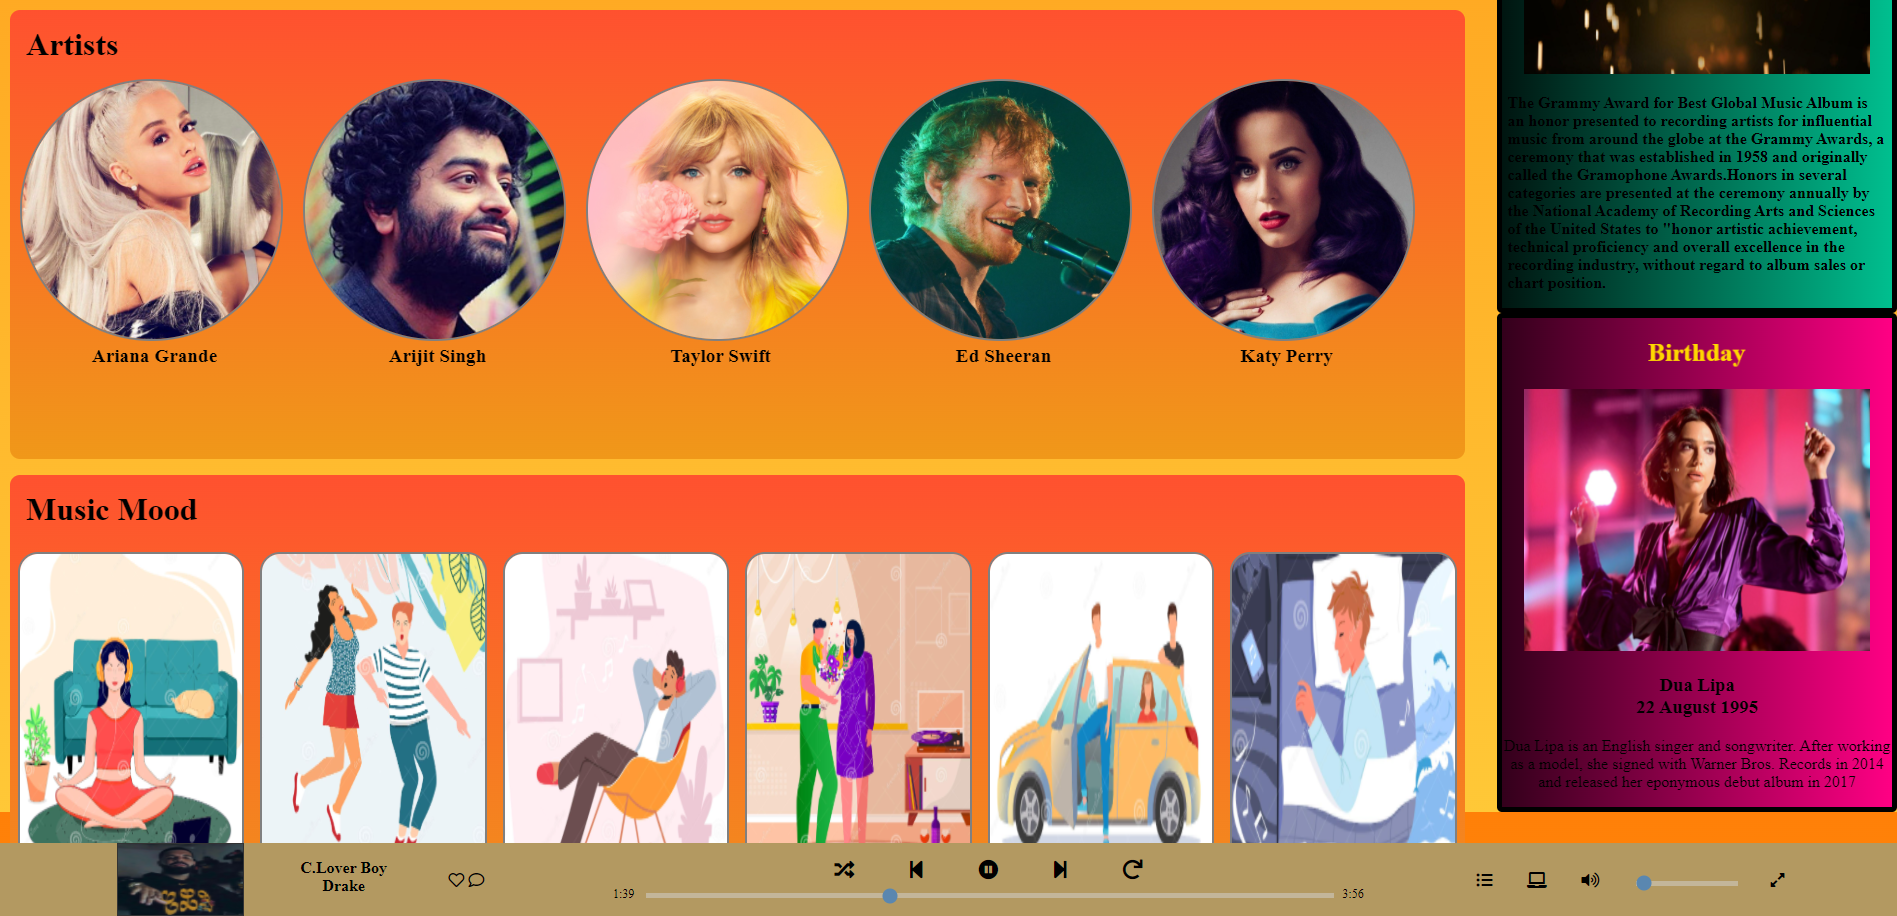 Artists
Ariana Grande
Arijit Singh
Taylor Swift
Ed Sheeran
Katy Perry
Music Mood
The Grammy Award for Best Global Music Album is
an honor presented to recording artists for influential
music from around the globe at the Grammy Awards, a
ceremony that was established in 1958 and originally
called the Gramophone Awards.Honors in several
categories are presented at the ceremony annually by
the National Academy of Recording Arts and Sciences
of the United States to "honor artistic achievement,
technical proficiency and overall excellence in the
recording industry, without regard to album sales or
chart position.
Birthday
Dua Lipa
22 August 1995
Dua Lipa is an English singer and songwriter. After working
as a model, she signed with Warner Bros. Records in 2014
and released her eponymous debut album in 2017
C.Lover Boy
Drake
1:39
3:56